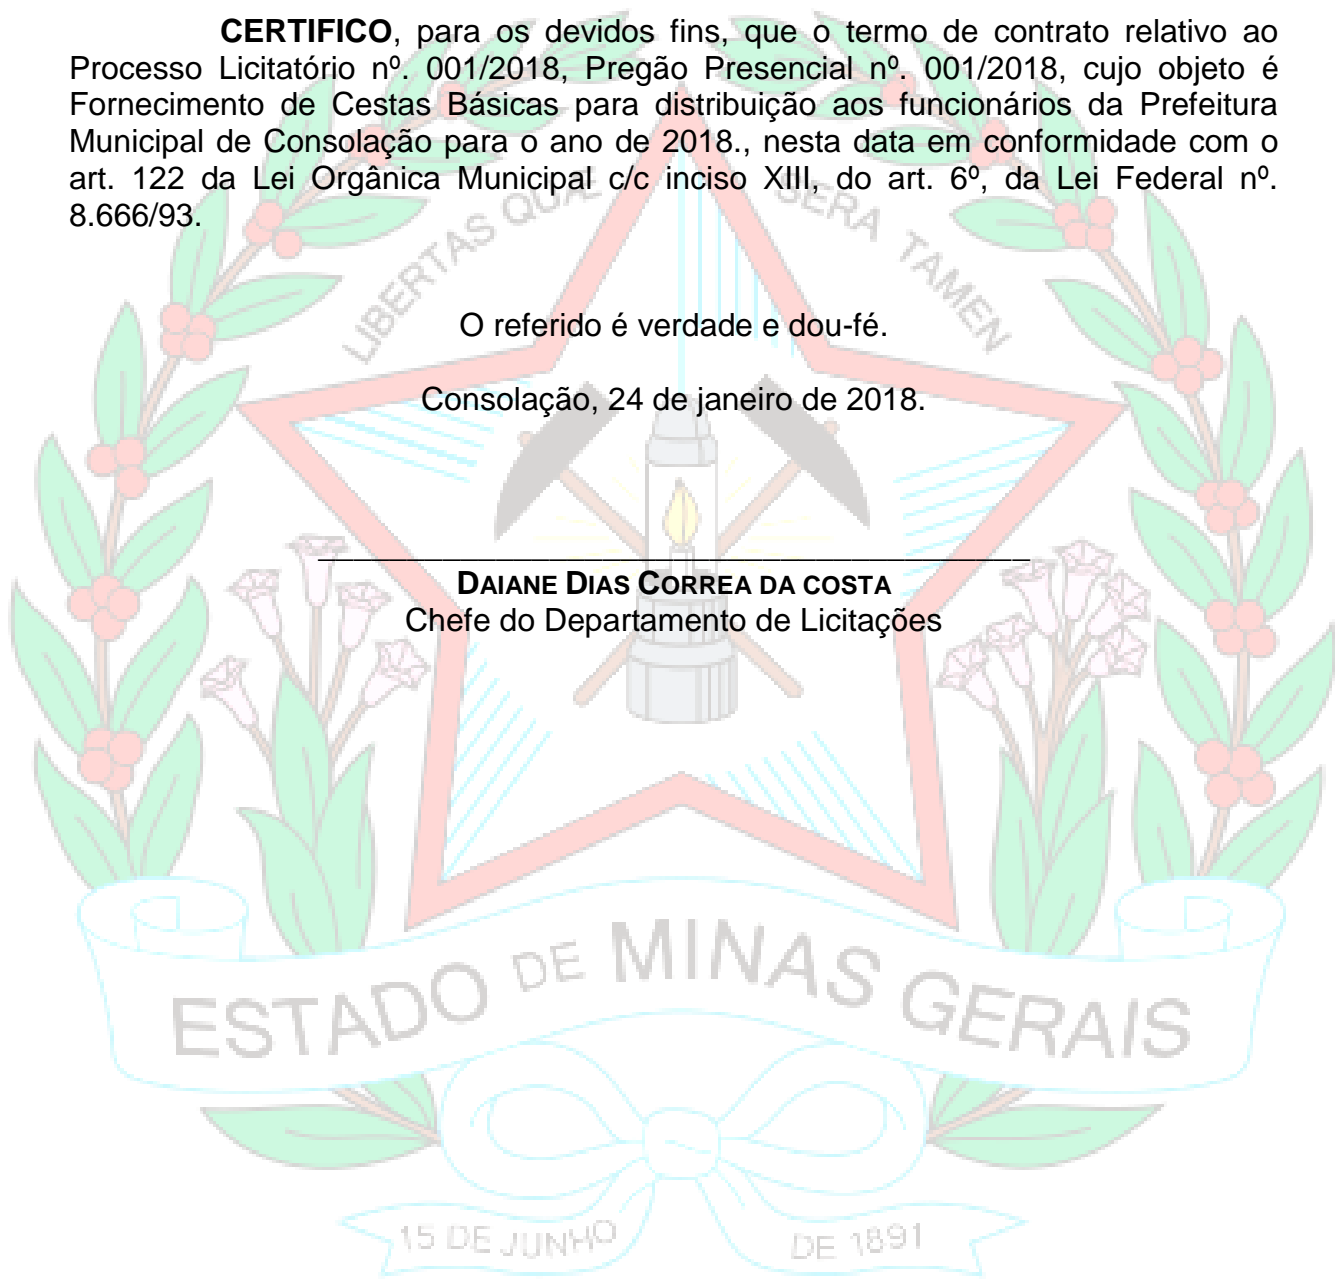 CERTIFICO, para os devidos fins, que o termo de contrato relativo ao
Processo Licitatório nº. 001/2018, Pregão Presencial nº. 001/2018, cujo objeto é
Fornecimento de Cestas Básicas para distribuição aos funcionários da Prefeitura
Municipal de Consolação para o ano de 2018., nesta data em conformidade com o
art. 122 da Lei Orgânica Municipal c/c inciso XIII, do art. 6º, da Lei Federal nº.
8.666/93.
LIBERTAS QUAE SERA TAMEN
O referido é verdade e dou-fé.
Consolação, 24 de janeiro de 2018.
DAIANE DIAS CORREA DA COSTA
Chefe do Departamento de Licitações
ESTADO DE MINAS GERAIS
15 DE JUNHO DE 1891